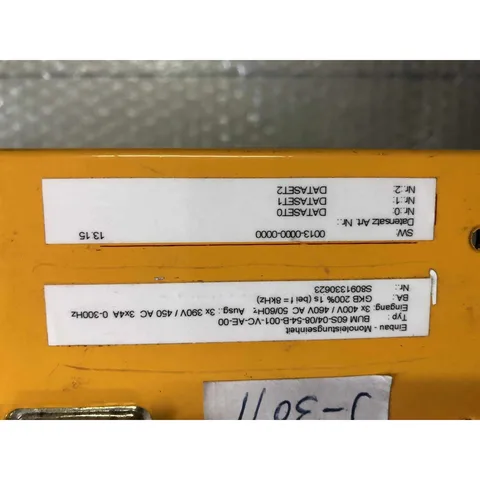 Einbau - Monoleistungseinheit
Typ: BUM 60S-04/08-54-B-001-VC-AE-00
Eingang: 3x 400V / 460V AC 50/60Hz Ausg.: 3x 390V / 450 AC 3x4A 0-300Hz
BA: GKB 200% 1s (bei f = 8kHz)
Nr.: S8091330623
SW: 0013-0000-0000 13.15
Datensatz Art. Nr.:
Nr.:0: DATASET0
Nr.:1: DATASET1
Nr.:2: DATASET2
J-3011